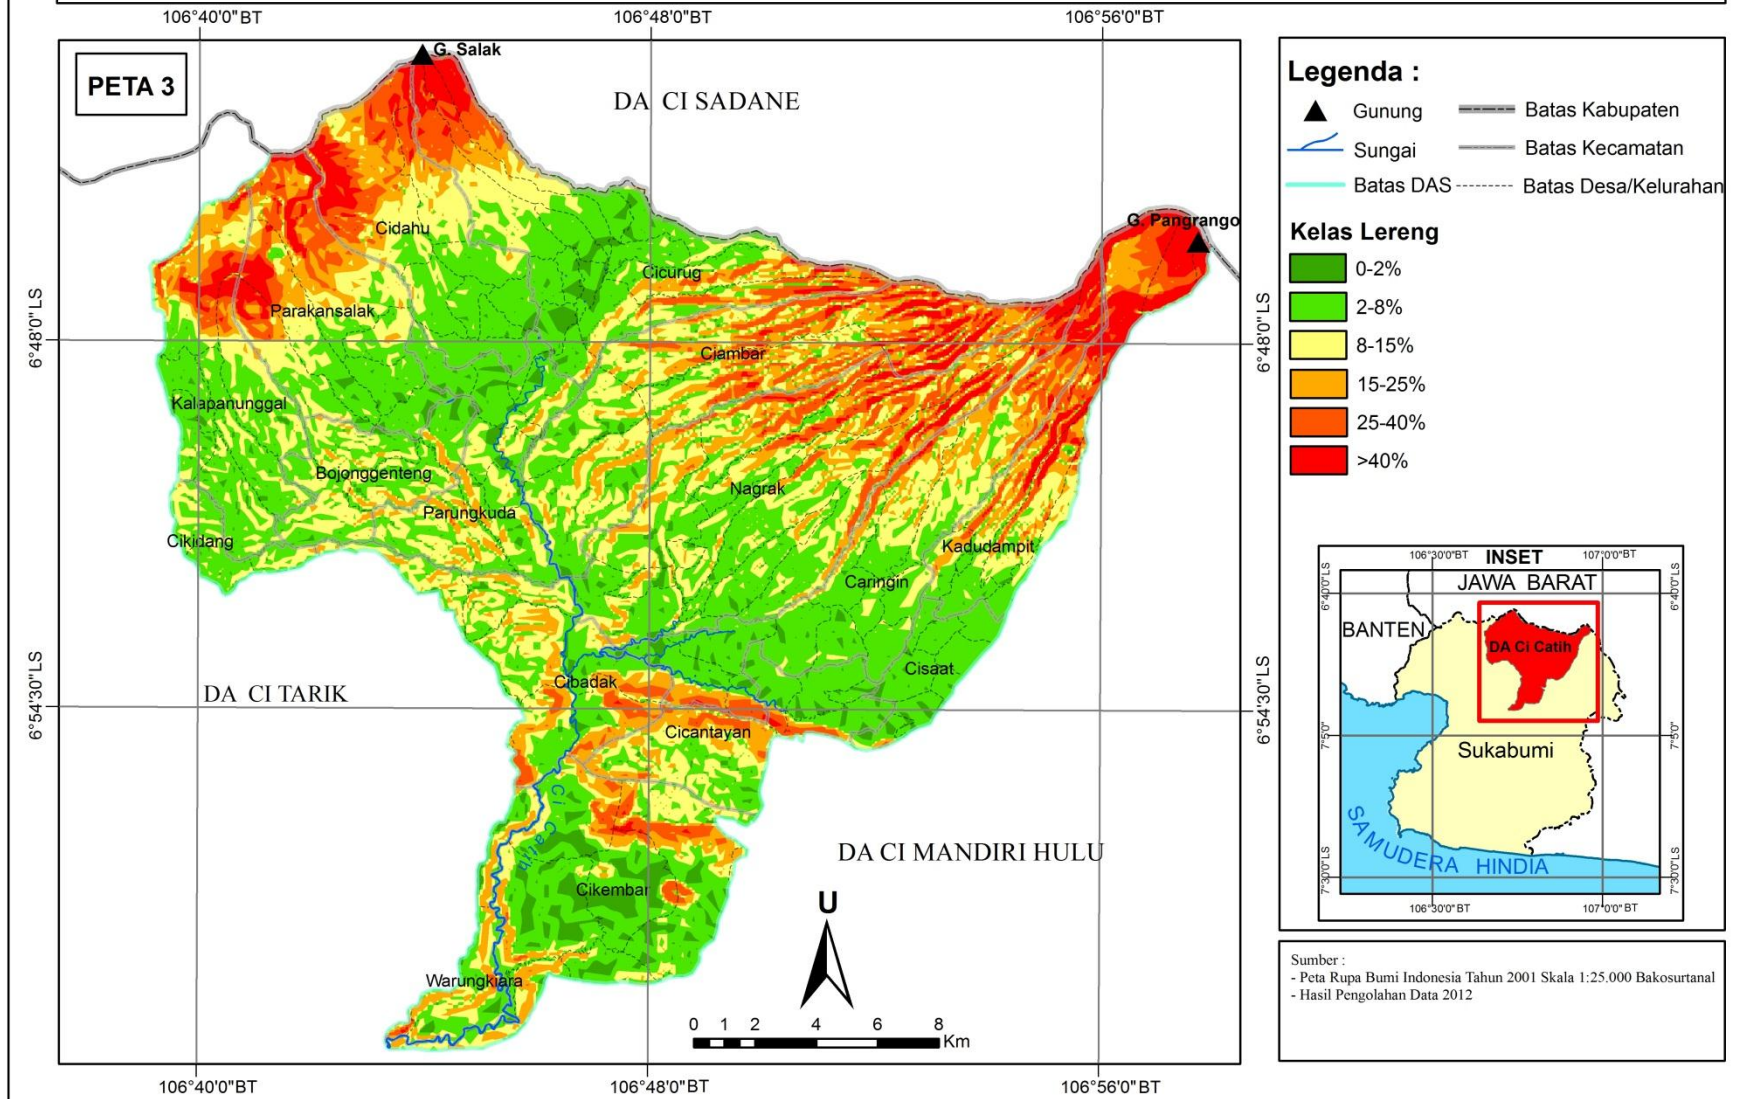 106°40'0"BT
106°48'0"BT
106°56'0"BT
PETA 3
G. Salak
DA CI SADANE
G. Pangrango
Cidahu
Cicurug
Parakansalak
6°48'0"LS
6°48'0"LS
Ciambar
Kalapanunggal
Bojonggenteng
Nagrak
Parungkuda
Cikidang
Kadudampit
Caringin
Cisaat
Cibadak
DA CI TARIK
6°54'30"LS
6°54'30"LS
Cicantayan
Ci Catih
DA CI MANDIRI HULU
Cikembar
U
Warungkiara
0 1 2 4 6 8
Km
106°40'0"BT
106°48'0"BT
106°56'0"BT
Legenda :
Gunung
Batas Kabupaten
Sungai
Batas Kecamatan
Batas DAS
Batas Desa/Kelurahan
Kelas Lereng
0-2%
2-8%
8-15%
15-25%
25-40%
>40%
INSET
106°30'0"BT
107°0'0"BT
JAWA BARAT
6°40'0"LS
6°40'0"LS
BANTEN
DA Ci Catih
7°5'0"
7°5'0"
Sukabumi
SAMUDERA HINDIA
7°30'0"LS
7°30'0"LS
106°30'0"BT
107°0'0"BT
Sumber :
- Peta Rupa Bumi Indonesia Tahun 2001 Skala 1:25.000 Bakosurtanal
- Hasil Pengolahan Data 2012